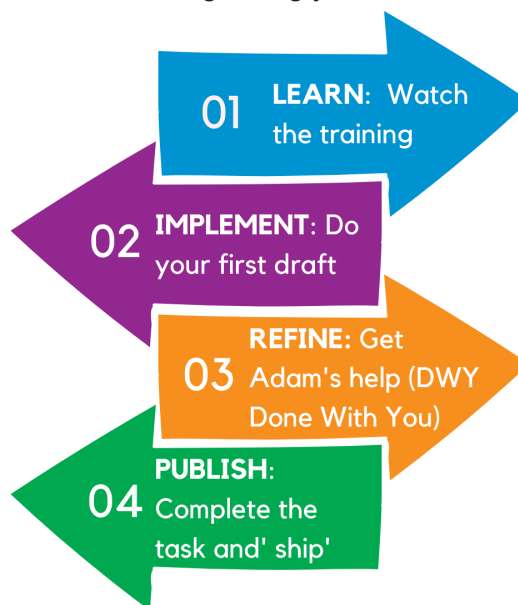 01
LEARN:  Watch
the training
02
IMPLEMENT: Do
your first draft
03
REFINE: Get
Adam's help (DWY
Done With You)
04
PUBLISH:
Complete the
task and' ship'